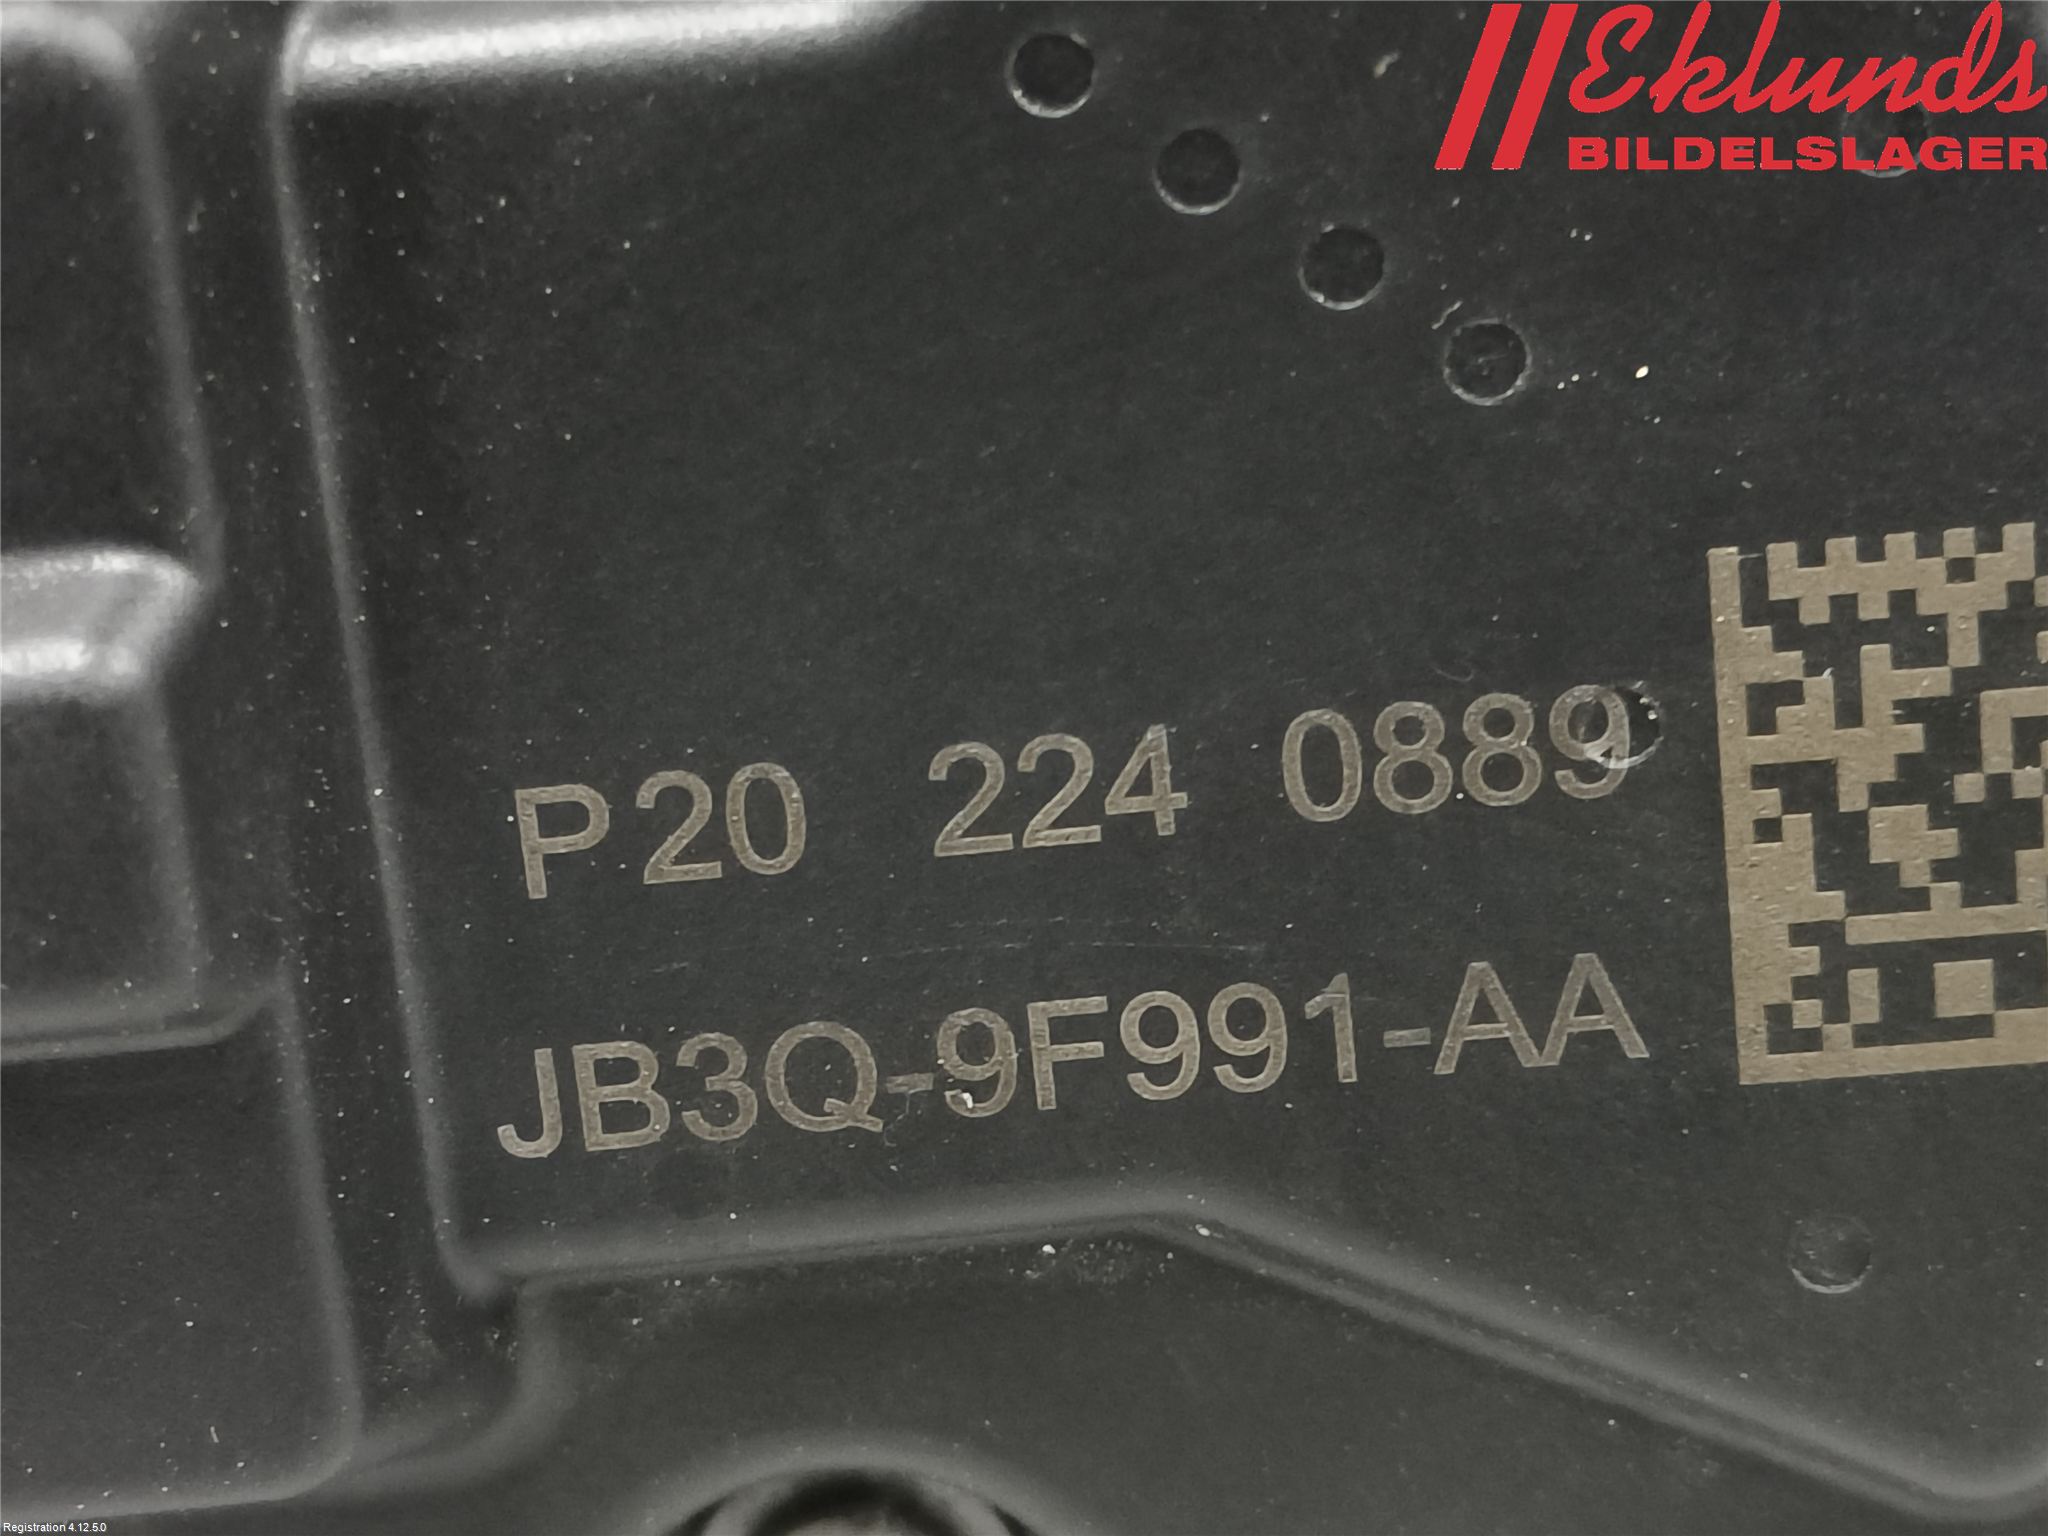 Eklunds
BILDELSLAGER
P20 224 0889
JB3Q-9F991-AA
Registration 4.12.5.0